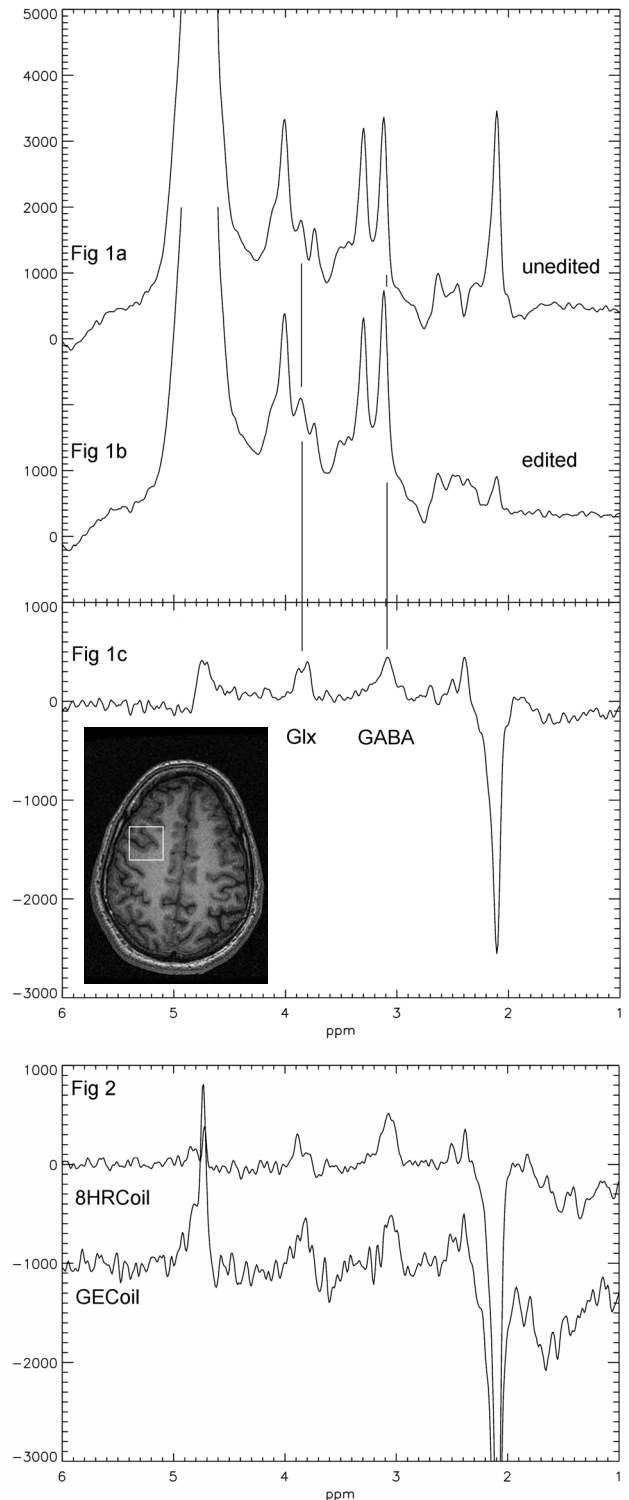 5000
4000
3000
2000
Fig 1a
unedited
1000
0
Fig 1b
edited
1000
0
1000
Fig 1c
0
Glx GABA
−1000
−2000
−3000
6 5 4 3 2 1
ppm
1000
Fig 2
0
8HRCoil
−1000
GECoil
−2000
−3000
6 5 4 3 2 1
ppm